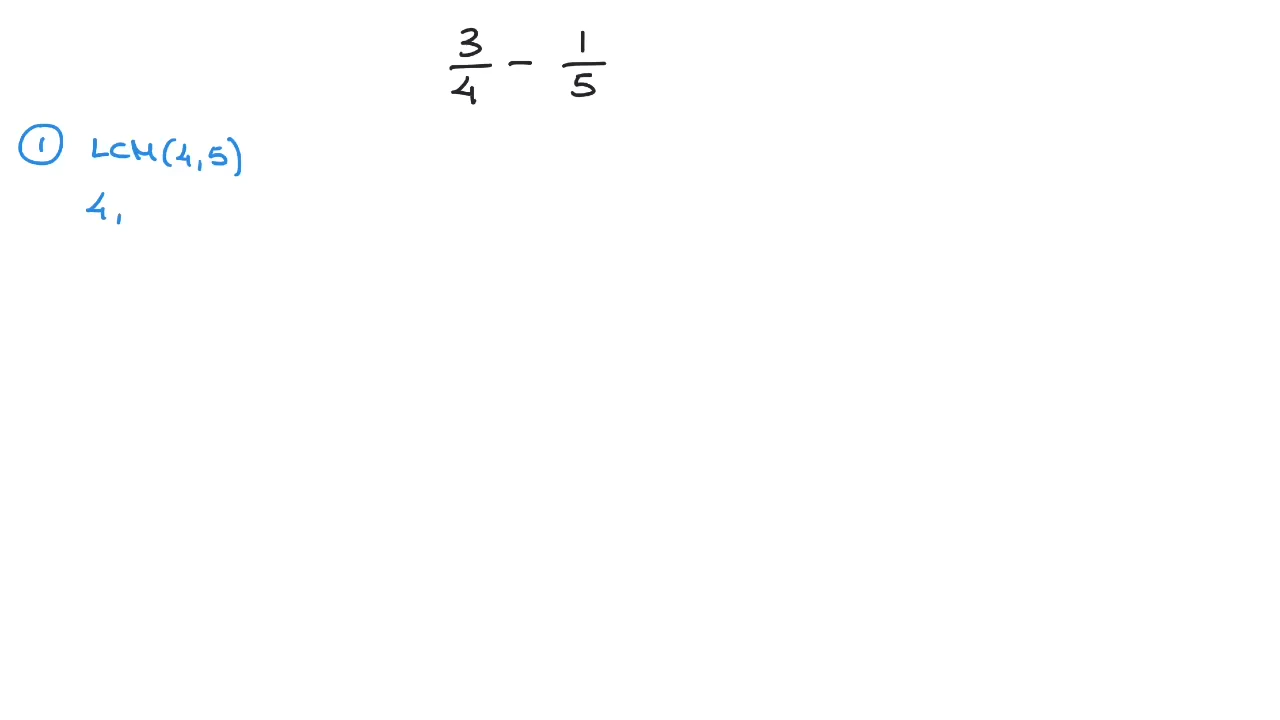 3/4 - 1/5
① LCM(4,5)
4,